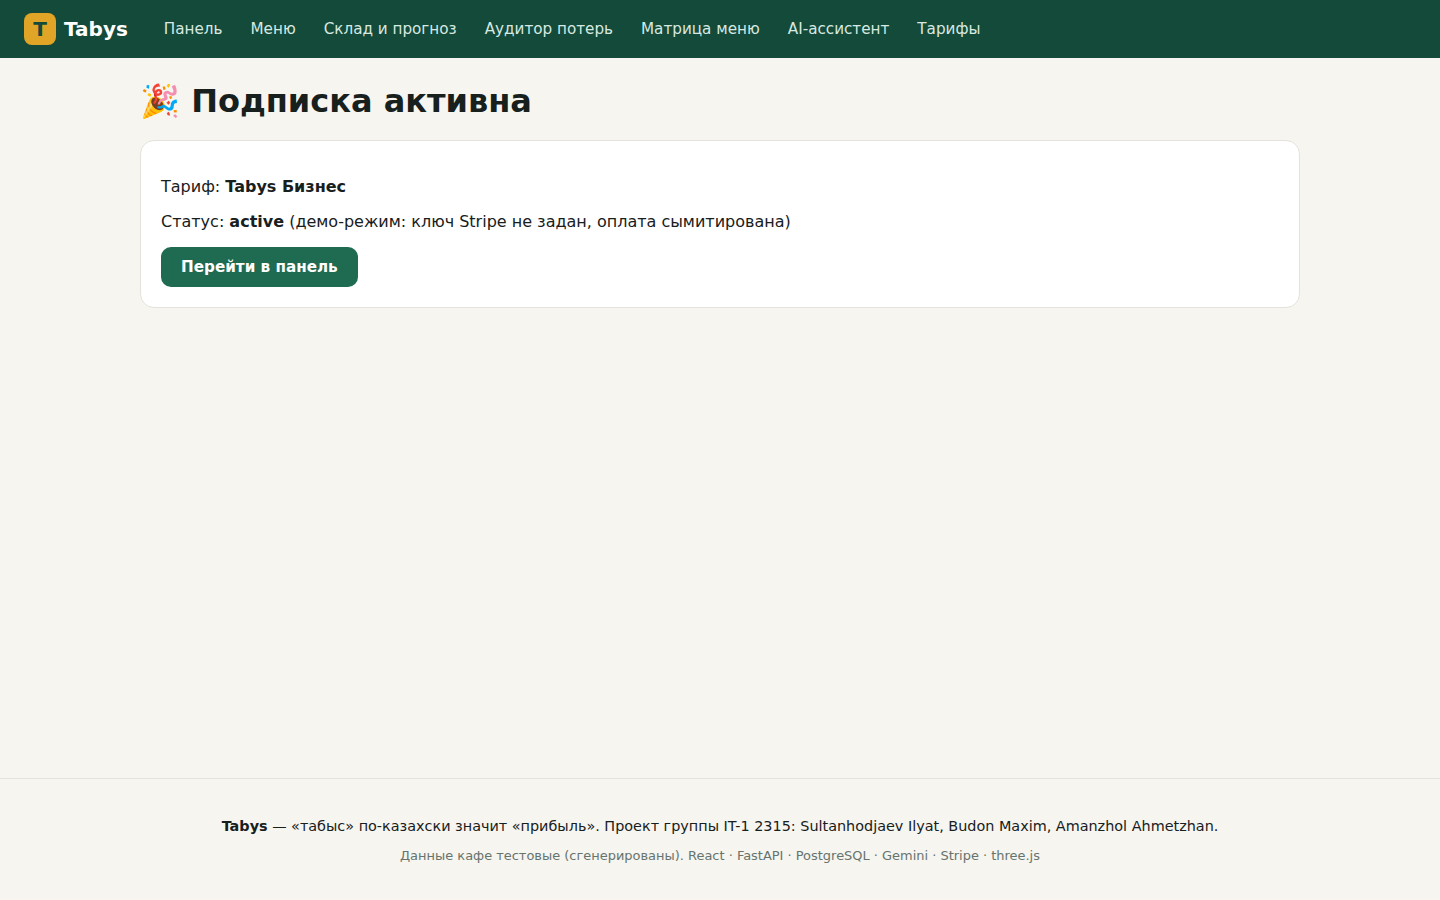 T Tabys Панель Меню Склад и прогноз Аудитор потерь Матрица меню AI-ассистент Тарифы
🎉 Подписка активна
Тариф: Tabys Бизнес
Статус: active (демо-режим: ключ Stripe не задан, оплата сымитирована)
Перейти в панель
Tabys — «табыс» по-казахски значит «прибыль». Проект группы IT-1 2315: Sultanhodjaev Ilyat, Budon Maxim, Amanzhol Ahmetzhan.
Данные кафе тестовые (сгенерированы). React · FastAPI · PostgreSQL · Gemini · Stripe · three.js